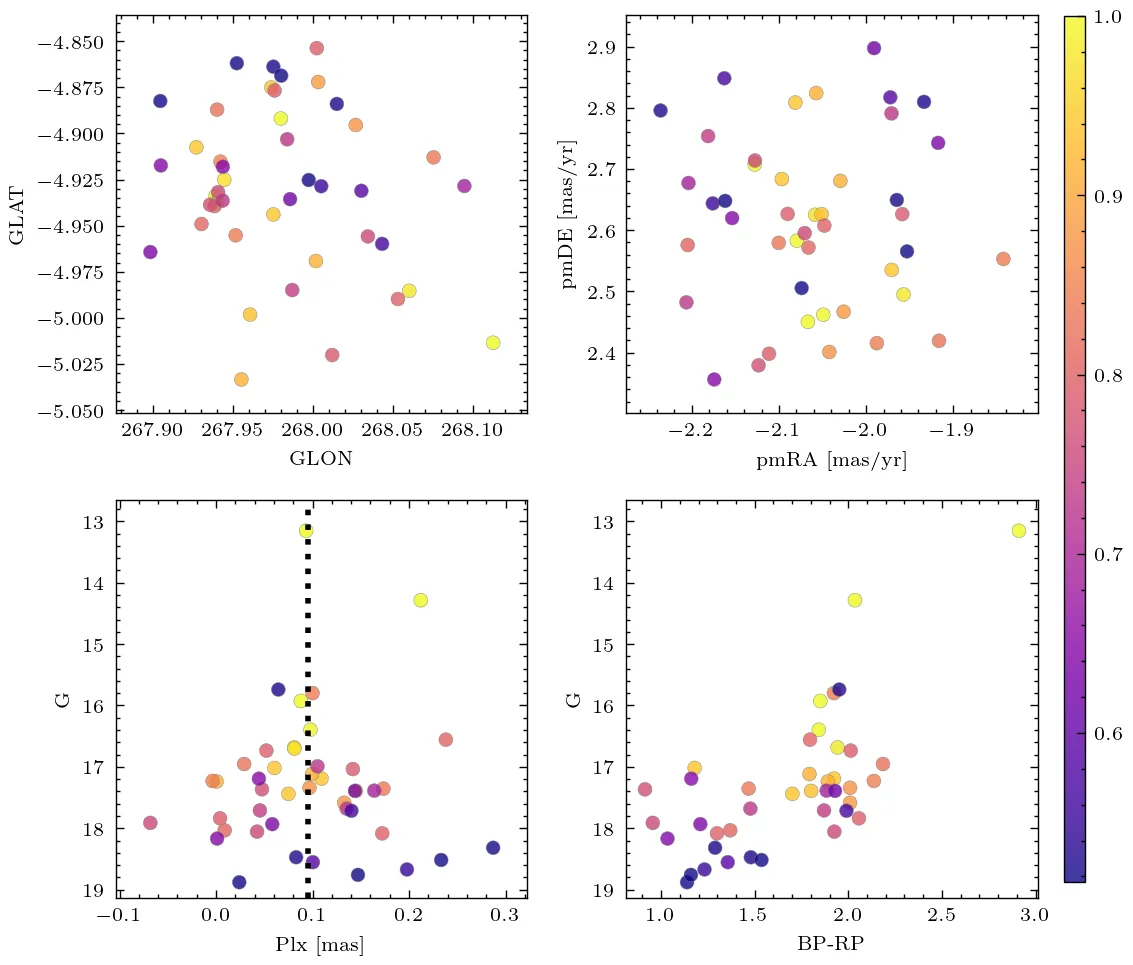 −4.850
−4.875
−4.900
−4.925
−4.950
−4.975
−5.000
−5.025
−5.050
GLAT
267.90 267.95 268.00 268.05 268.10
GLON
2.9
2.8
2.7
2.6
2.5
2.4
pmDE [mas/yr]
−2.2 −2.1 −2.0 −1.9
pmRA [mas/yr]
13
14
15
16
17
18
19
G
−0.1 0.0 0.1 0.2 0.3
Plx [mas]
13
14
15
16
17
18
19
G
1.0 1.5 2.0 2.5 3.0
BP-RP
1.0
0.9
0.8
0.7
0.6